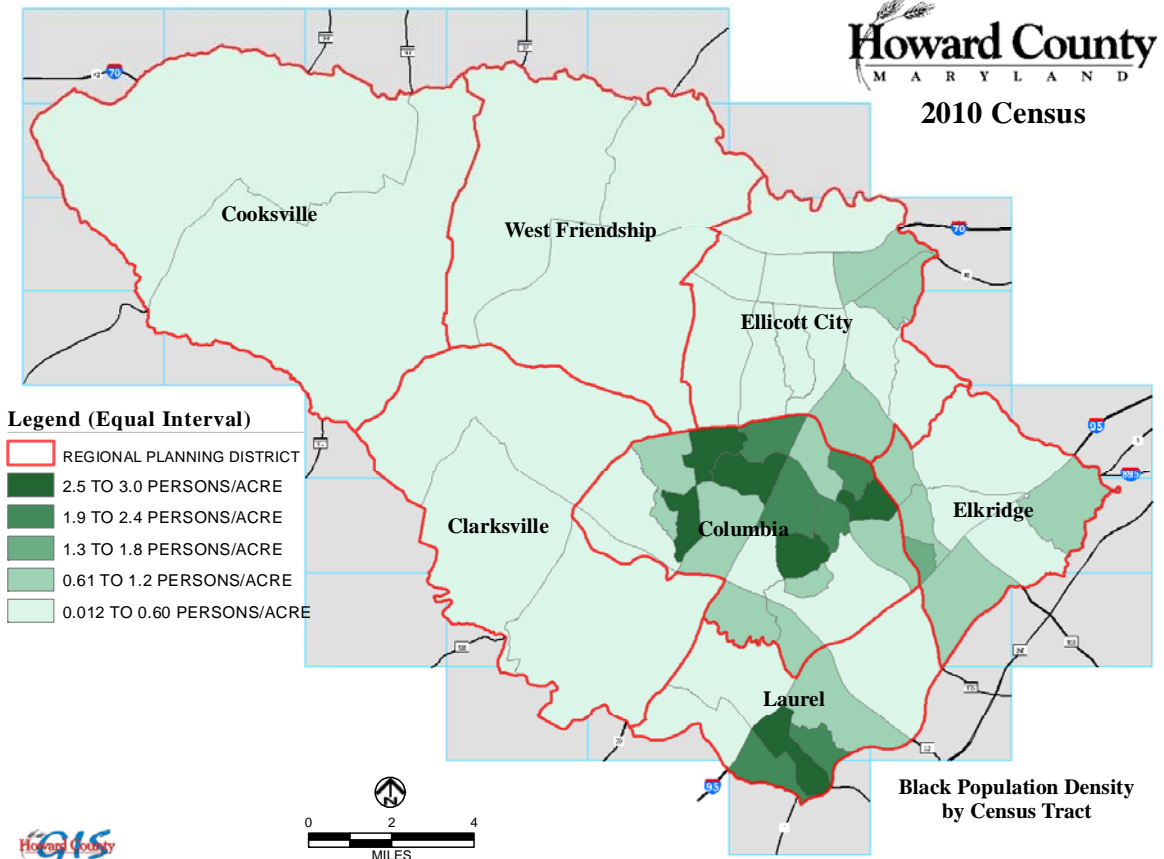 Howard County
MARYLAND
2010 Census
70
Cooksville
West Friendship
70
Ellicott City
Legend (Equal Interval)
REGIONAL PLANNING DISTRICT
2.5 TO 3.0 PERSONS/ACRE
1.9 TO 2.4 PERSONS/ACRE
1.3 TO 1.8 PERSONS/ACRE
0.61 TO 1.2 PERSONS/ACRE
0.012 TO 0.60 PERSONS/ACRE
95
Clarksville
Columbia
Elkridge
Laurel
95
Black Population Density
by Census Tract
0 2 4
MILES
Howard County
GIS